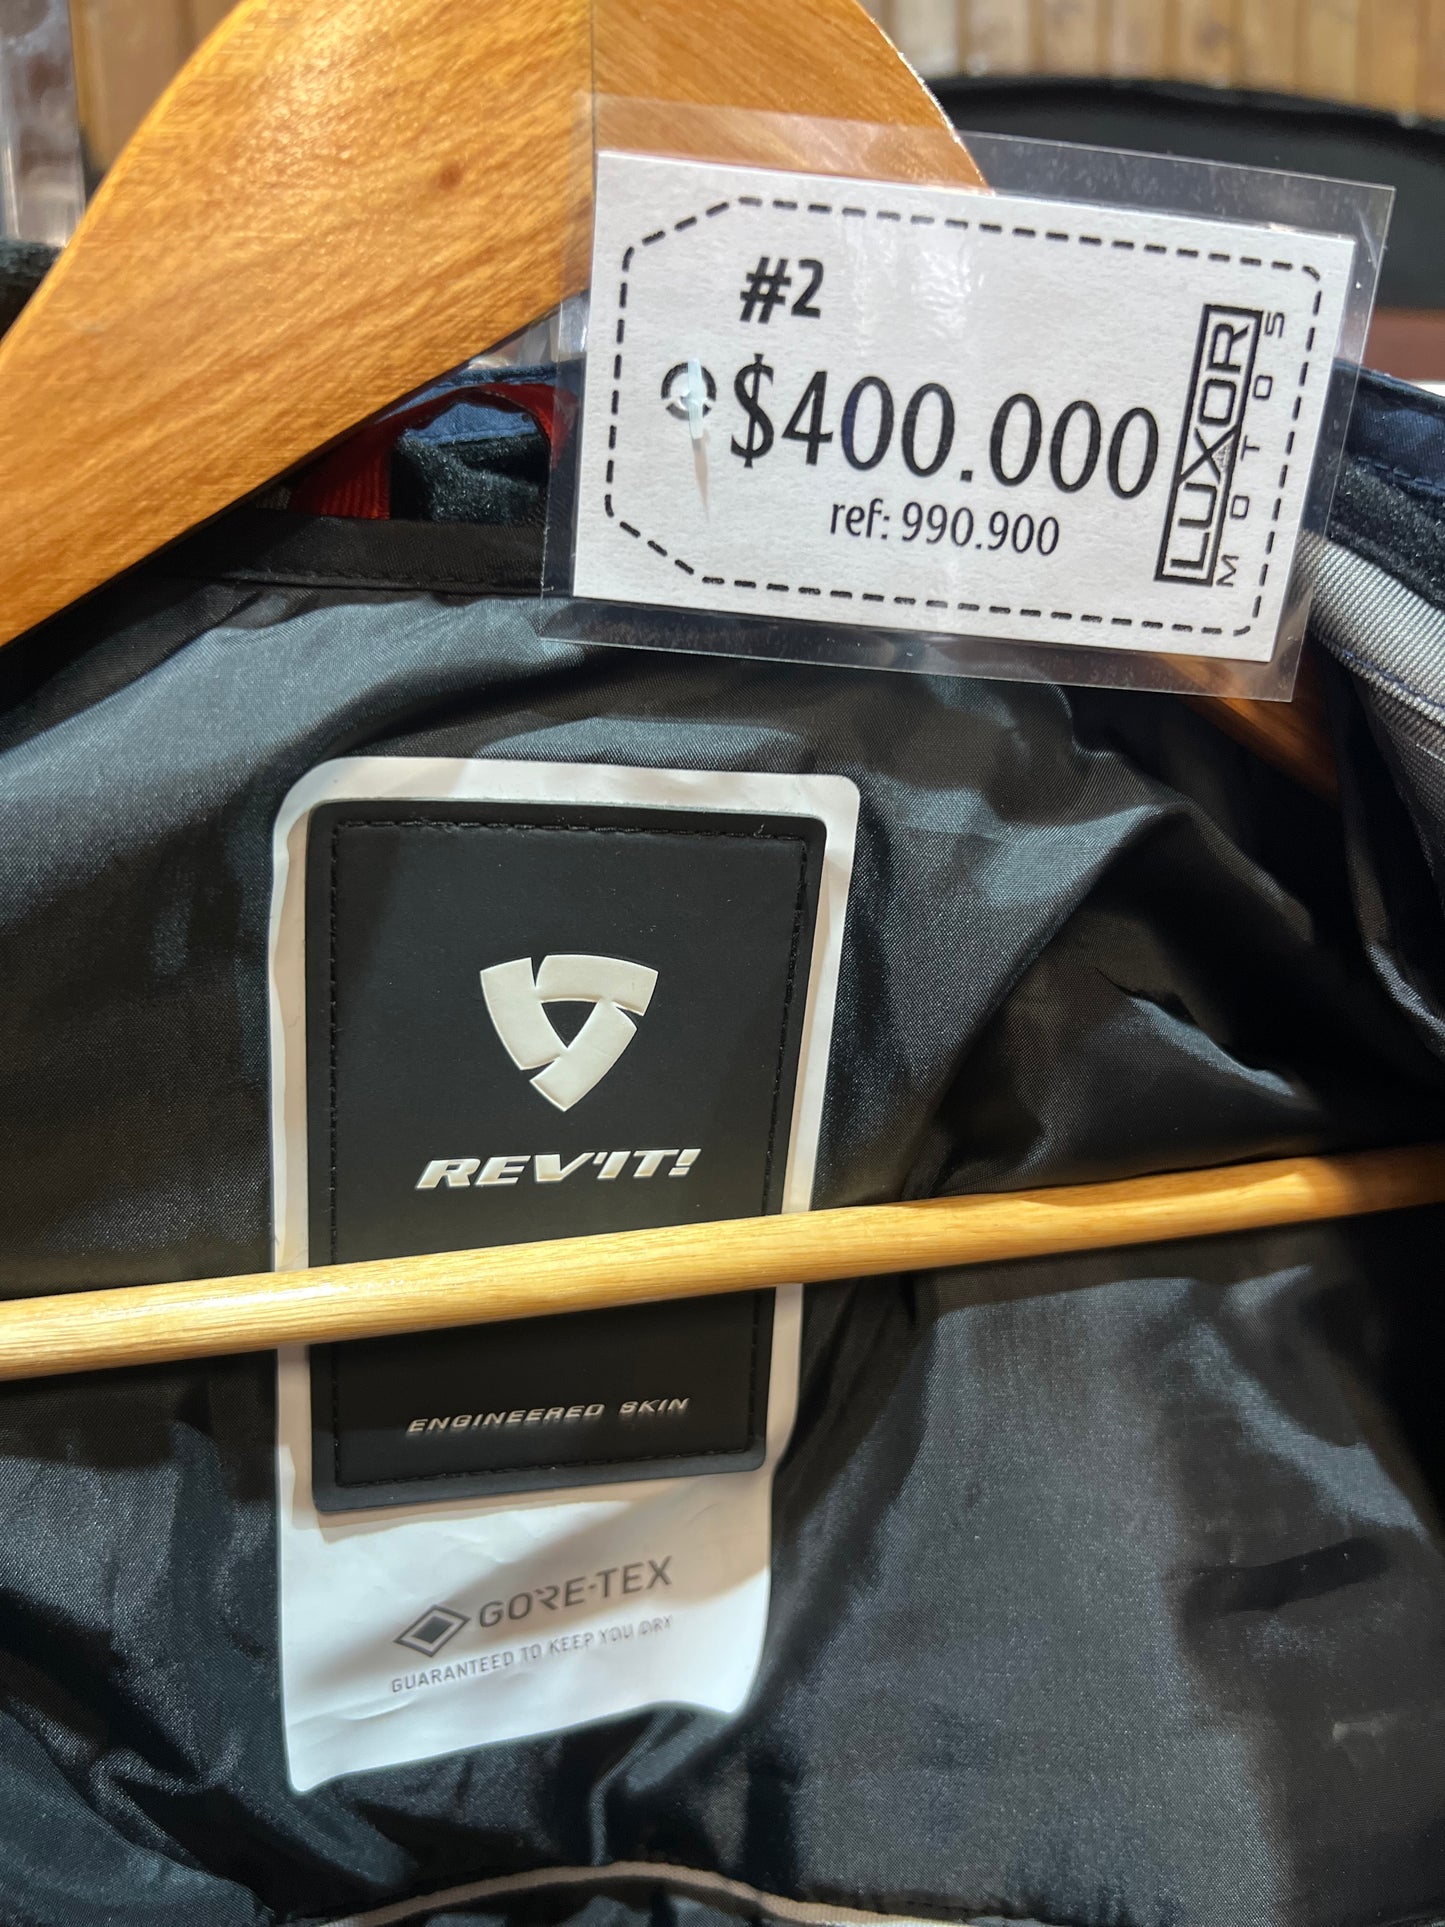 #2
$400.000
ref: 990.900
LUXOR
MOTOS
REV'IT!
ENGINEERED SKIN
GORE-TEX
GUARANTEED TO KEEP YOU DRY